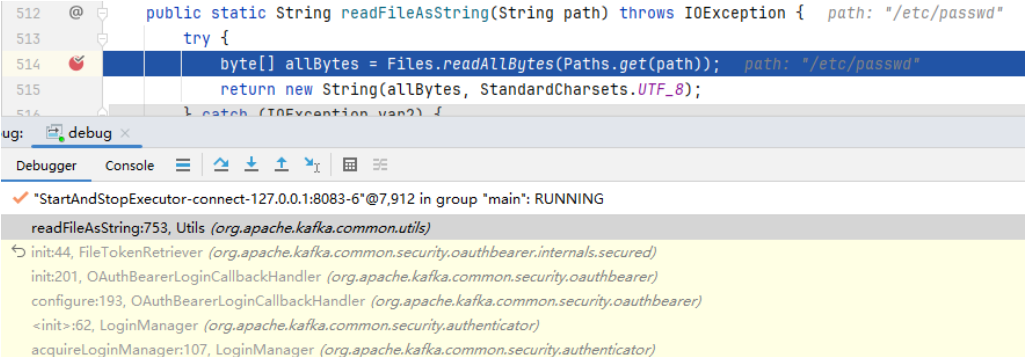 512 @ public static String readFileAsString(String path) throws IOException { path: "/etc/passwd"
513 try {
514 byte[] allBytes = Files.readAllBytes(Paths.get(path)); path: "/etc/passwd"
515 return new String(allBytes, StandardCharsets.UTF_8);
516 } catch (IOException var2) {
ug: debug ×
Debugger Console
"StartAndStopExecutor-connect-127.0.0.1:8083-6"@7,912 in group "main": RUNNING
readFileAsString:753, Utils (org.apache.kafka.common.utils)
init:44, FileTokenRetriever (org.apache.kafka.common.security.oauthbearer.internals.secured)
init:201, OAuthBearerLoginCallbackHandler (org.apache.kafka.common.security.oauthbearer)
configure:193, OAuthBearerLoginCallbackHandler (org.apache.kafka.common.security.oauthbearer)
<init>:62, LoginManager (org.apache.kafka.common.security.authenticator)
acquireLoginManager:107, LoginManager (org.apache.kafka.common.security.authenticator)